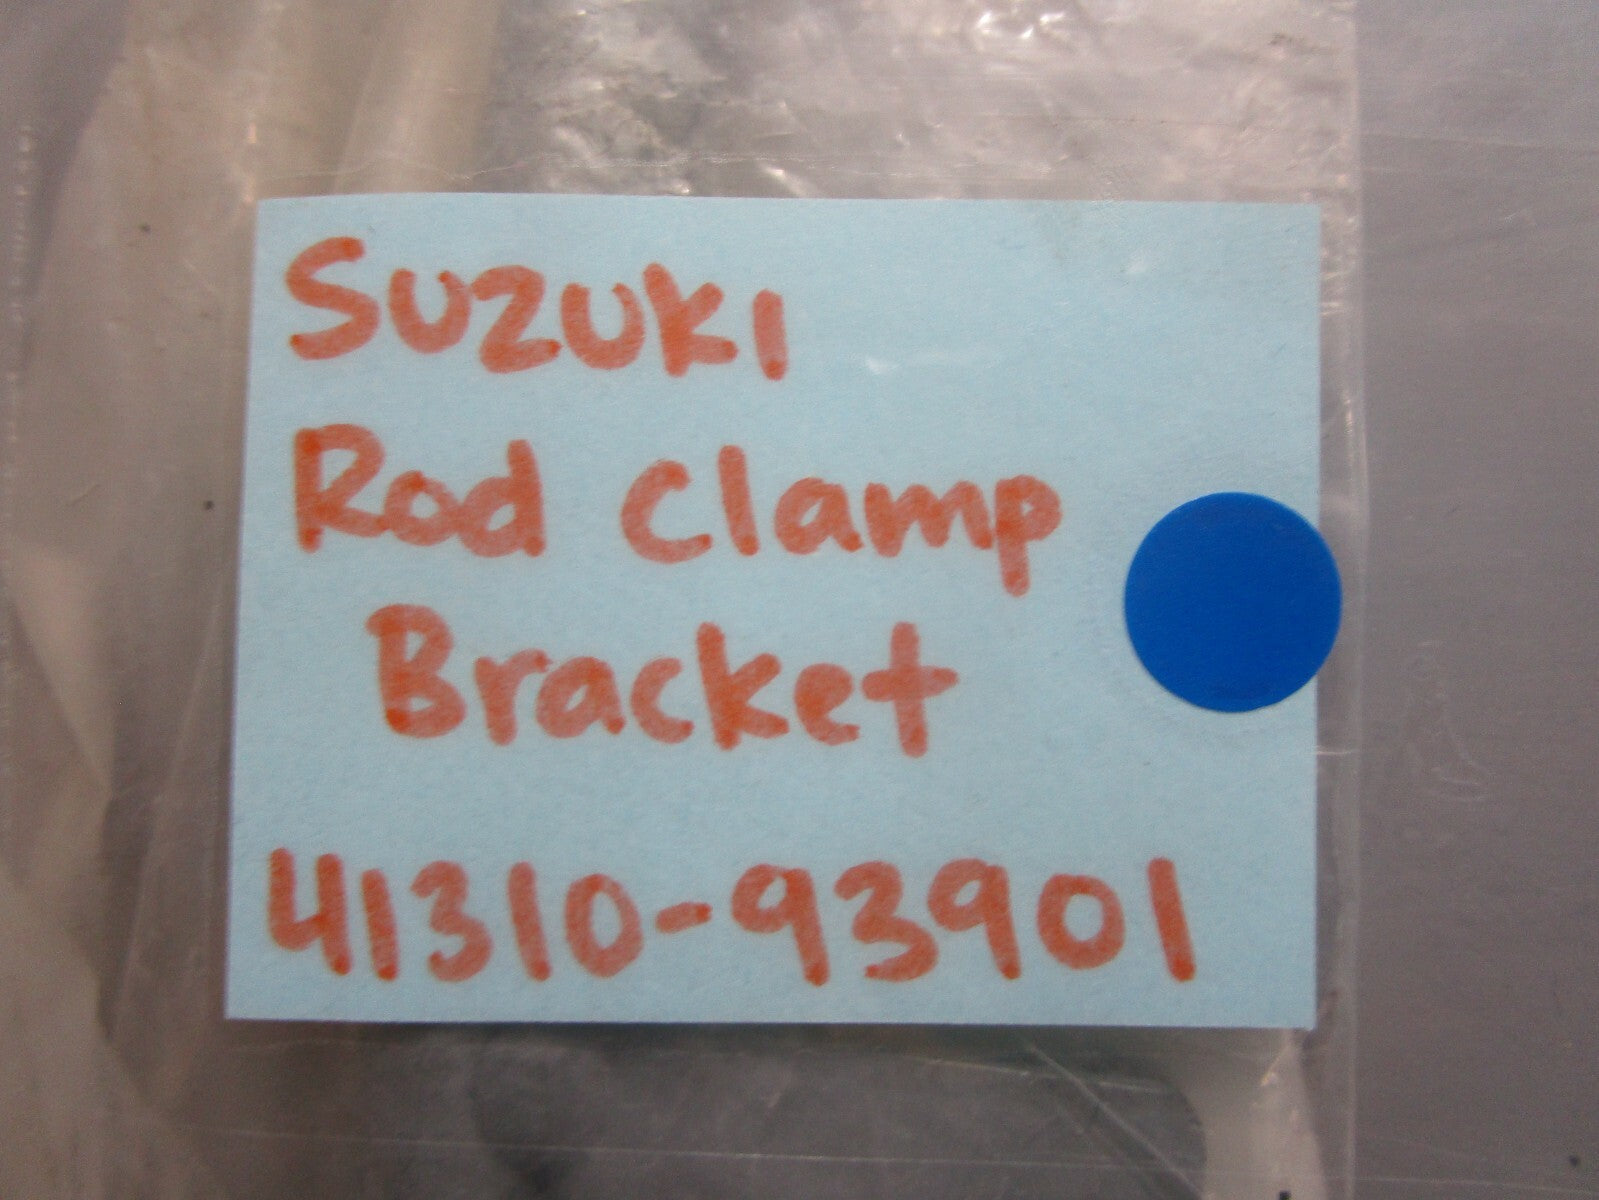 Suzuki
Rod Clamp
Bracket
41310-93901